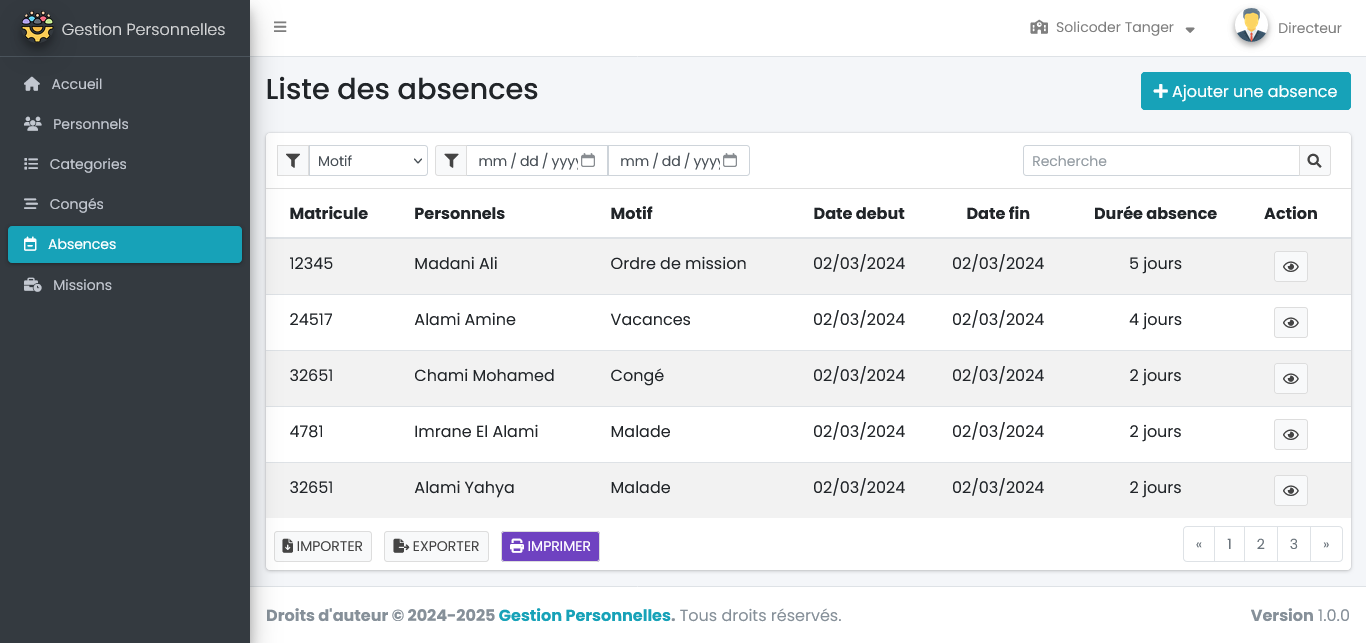 Gestion Personnelles
Solicoder Tanger
Directeur
Accueil
Personnels
Categories
Congés
Absences
Missions
Liste des absences
Ajouter une absence
Motif mm / dd / yyyy mm / dd / yyyy Recherche
Matricule Personnels Motif Date debut Date fin Durée absence Action
12345 Madani Ali Ordre de mission 02/03/2024 02/03/2024 5 jours
24517 Alami Amine Vacances 02/03/2024 02/03/2024 4 jours
32651 Chami Mohamed Congé 02/03/2024 02/03/2024 2 jours
4781 Imrane El Alami Malade 02/03/2024 02/03/2024 2 jours
32651 Alami Yahya Malade 02/03/2024 02/03/2024 2 jours
IMPORTER EXPORTER IMPRIMER « 1 2 3 »
Droits d'auteur © 2024-2025 Gestion Personnelles. Tous droits réservés. Version 1.0.0